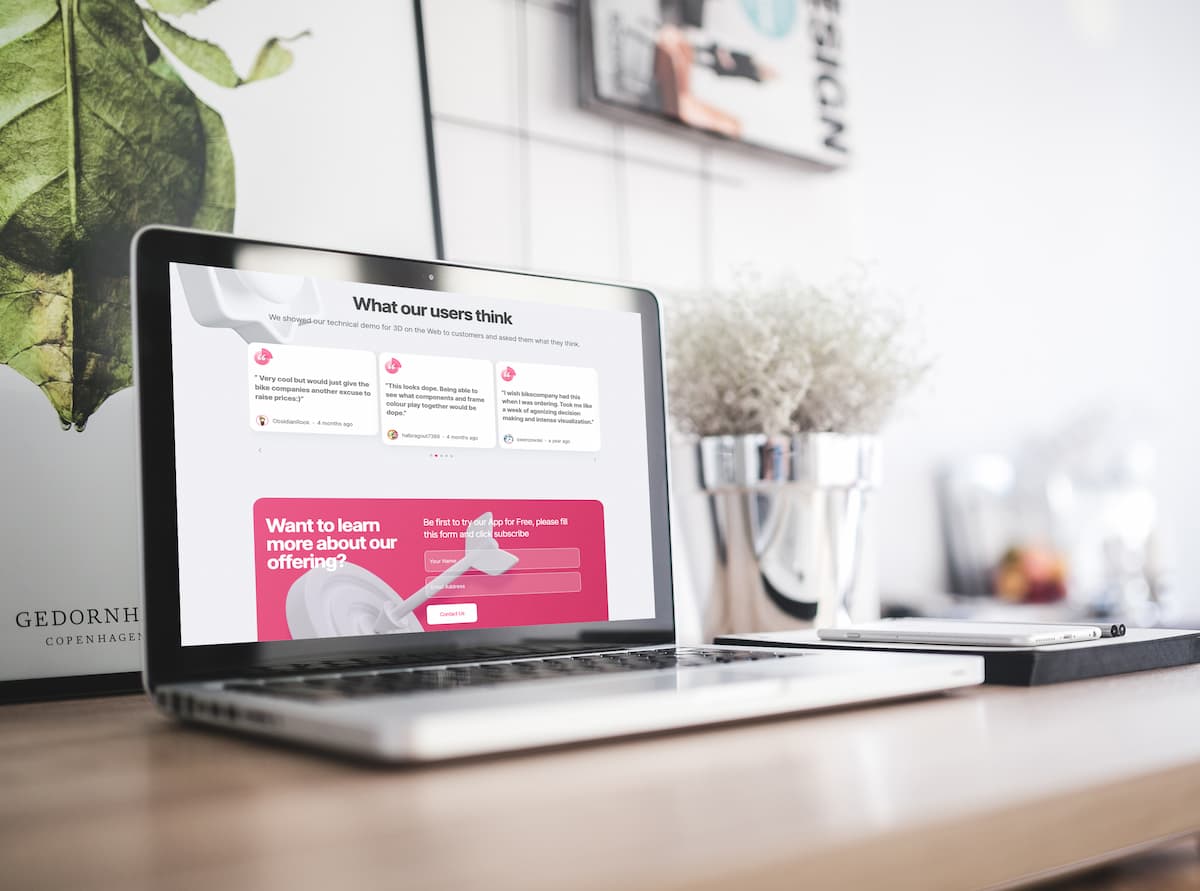 ESIGN
What our users think
We showed our technical demo for 3D on the Web to customers and asked them what they think.
" Very cool but would just give the
bike companies another excuse to
raise prices:)"
ObsidianRook - 4 months ago
"This looks dope. Being able to
see what components and frame
colour play together would be
dope."
4 months ago
"I wish bikecompany had this
when I was ordering. Took me like
a week of agonizing decision
making and intense visualization."
a year ago
Want to learn
more about our
offering?
Be first to try our App for Free, please fill
this form and click subscribe
Your Name
Email Address
Contact Us
GEDORNH
COPENHAGEN